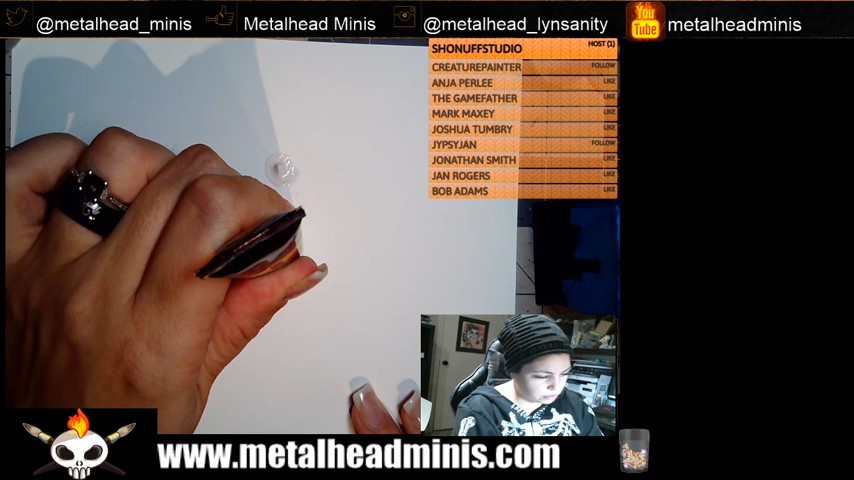 @metalhead_minis Metalhead Minis @metalhead_lynsanity You Tube metalheadminis
SHONUFFSTUDIO HOST (1)
CREATUREPAINTER FOLLOW
ANJA PERLEE LIKE
THE GAMEFATHER LIKE
MARK MAXEY LIKE
JOSHUA TUMBRY LIKE
JYPSYJAN FOLLOW
JONATHAN SMITH LIKE
JAN ROGERS LIKE
BOB ADAMS LIKE
www.metalheadminis.com